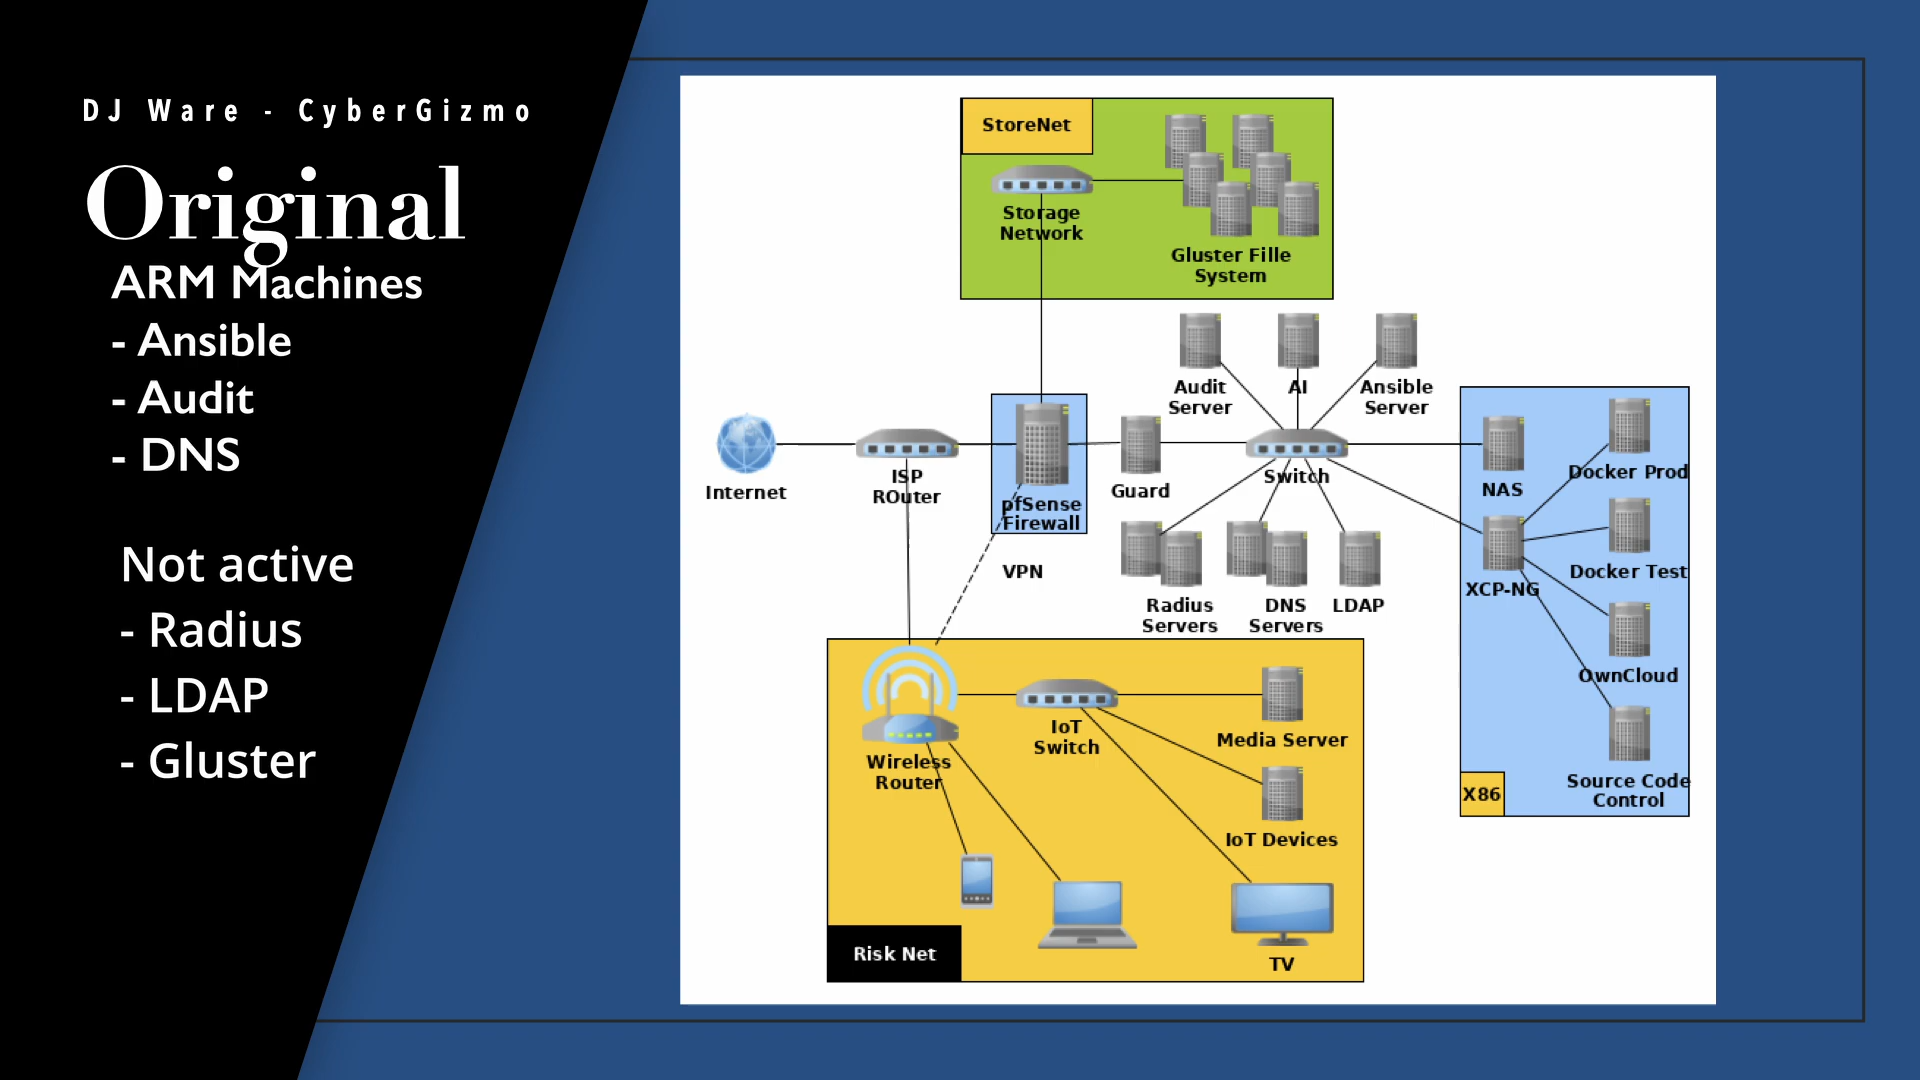 DJ Ware - CyberGizmo
Original
ARM Machines
- Ansible
- Audit
- DNS
Not active
- Radius
- LDAP
- Gluster
StoreNet
Storage
Network
Gluster Fille
System
Audit
Server
AI
Ansible
Server
Internet
ISP
ROuter
pfSense
Firewall
Guard
Switch
NAS
Docker Prod
VPN
Radius
Servers
DNS
Servers
LDAP
XCP-NG
Docker Test
OwnCloud
Source Code
Control
X86
Wireless
Router
IoT
Switch
Media Server
IoT Devices
TV
Risk Net